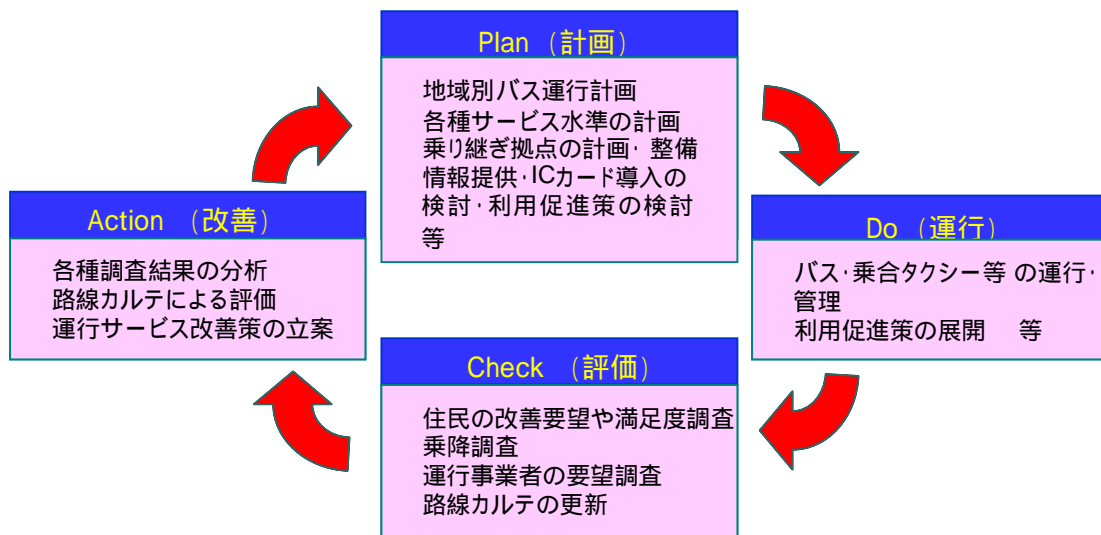 Plan (計画)
地域別バス運行計画
各種サービス水準の計画
乗り継ぎ拠点の計画・整備
情報提供・ICカード導入の
検討・利用促進策の検討
等
Action (改善)
各種調査結果の分析
路線カルテによる評価
運行サービス改善策の立案
Do (運行)
バス・乗合タクシー等の運行・
管理
利用促進策の展開 等
Check (評価)
住民の改善要望や満足度調査
乗降調査
運行事業者の要望調査
路線カルテの更新